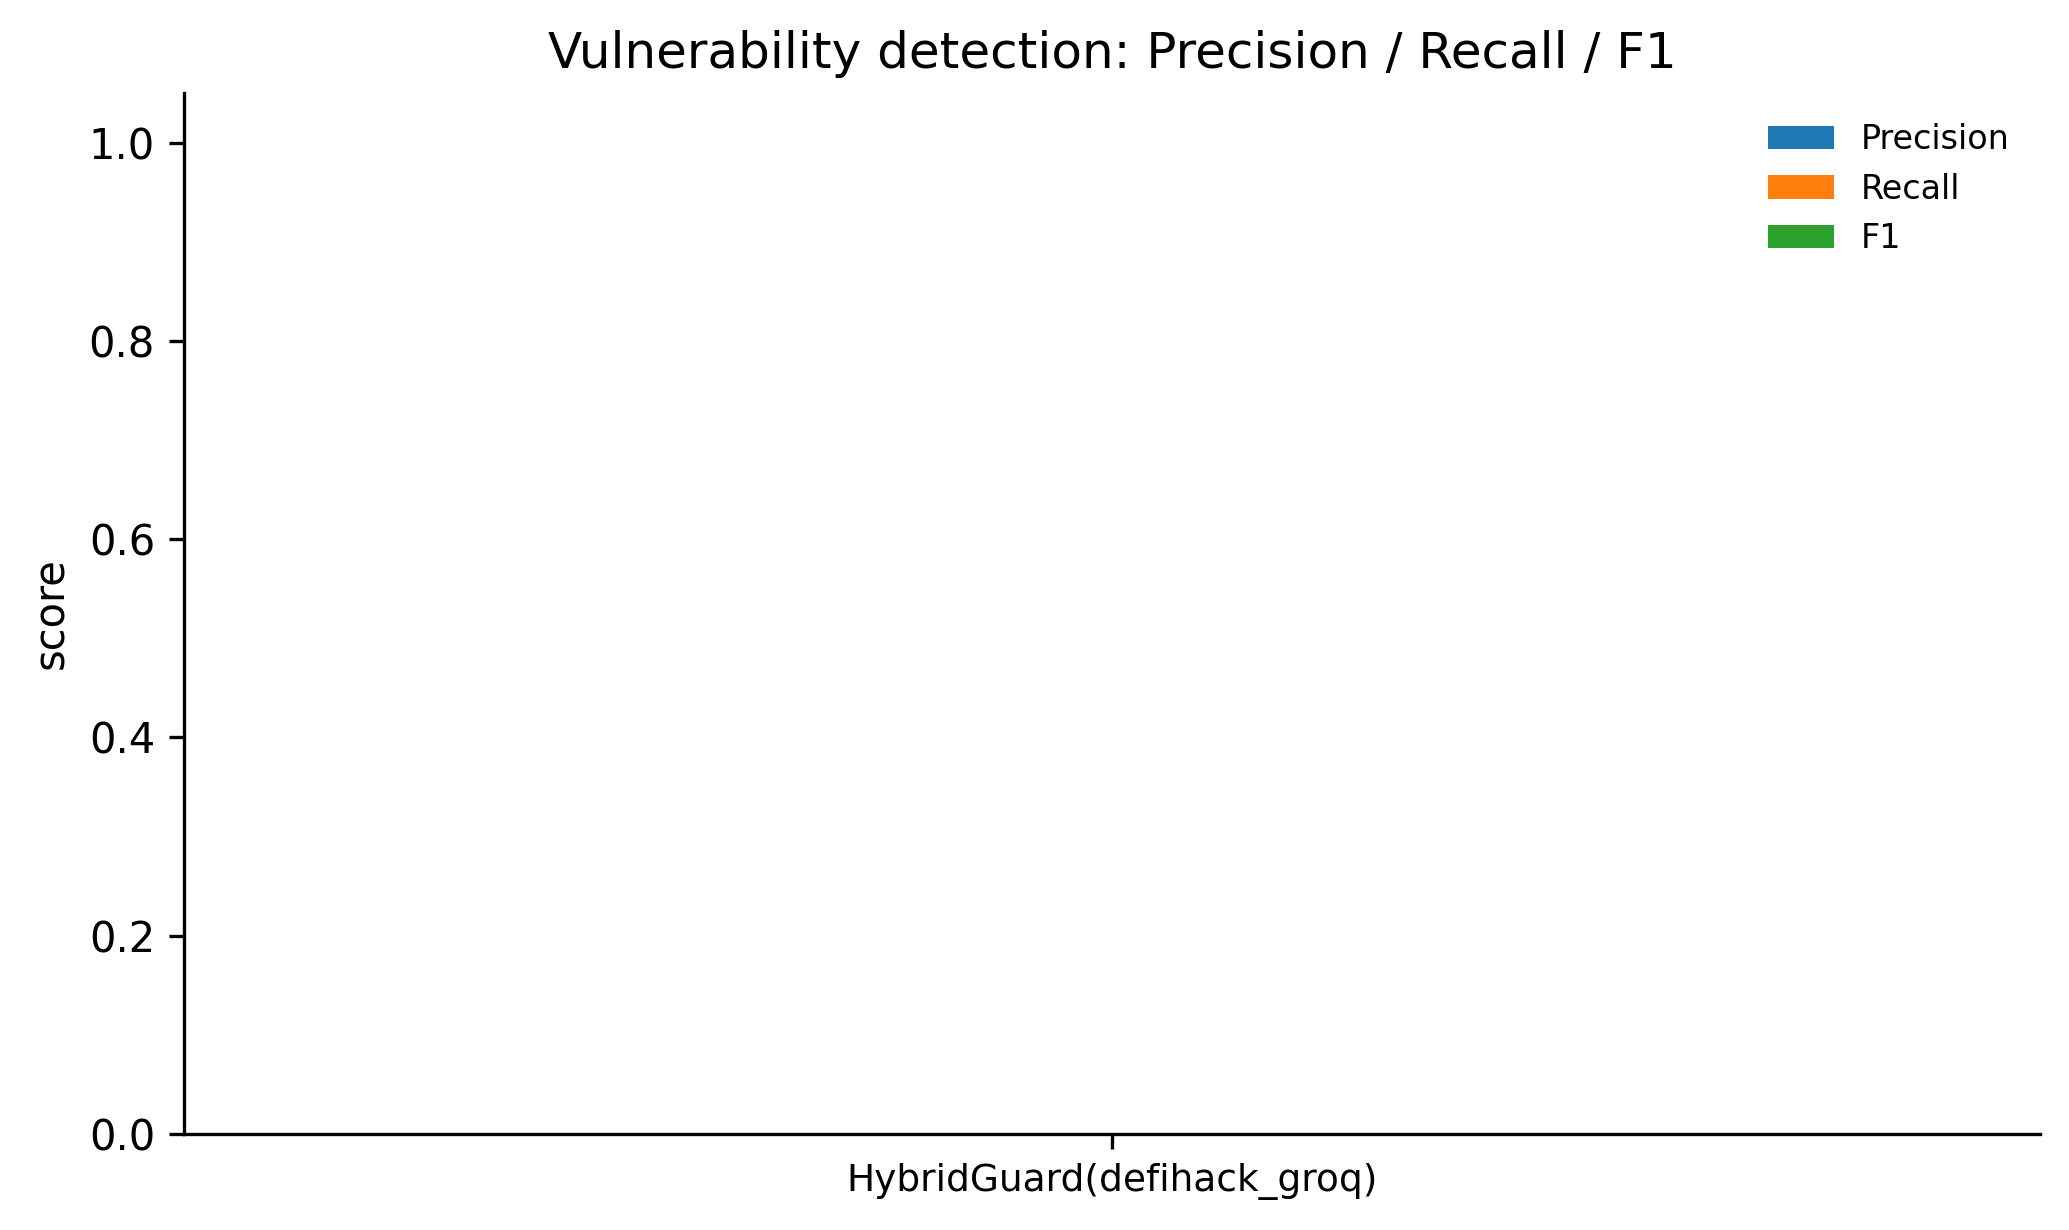 Vulnerability detection: Precision / Recall / F1
Precision
Recall
F1
1.0
0.8
0.6
0.4
0.2
0.0
score
HybridGuard(defihack_groq)